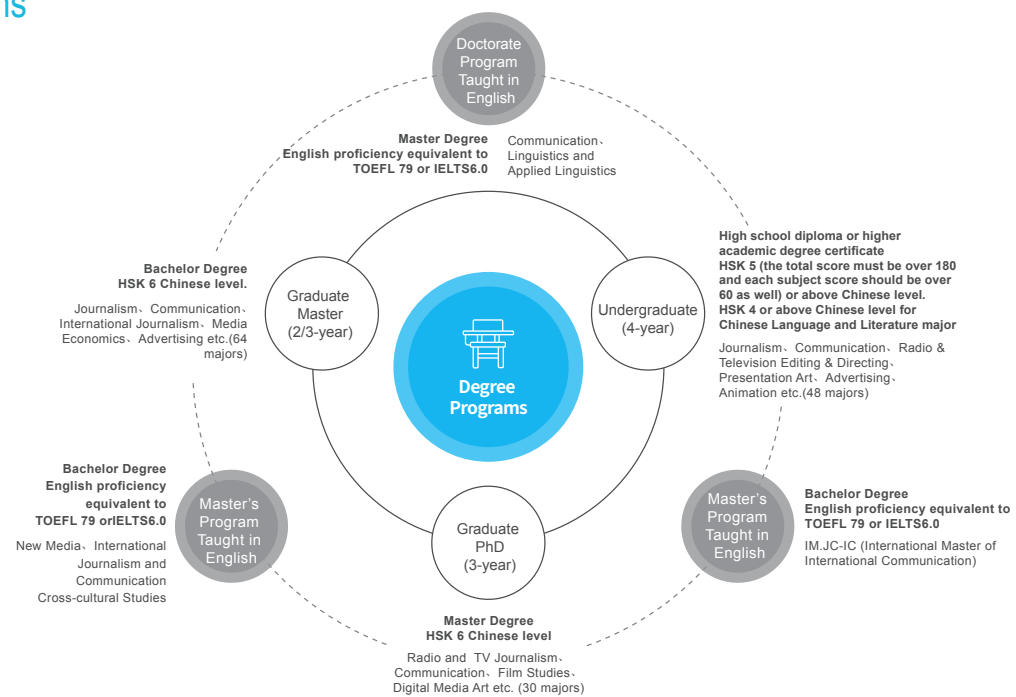 Doctorate
Program
Taught in
English
Master Degree
English proficiency equivalent to
TOEFL 79 or IELTS6.0
Communication、
Linguistics and
Applied Linguistics
Bachelor Degree
HSK 6 Chinese level.
Journalism、Communication、
International Journalism、Media
Economics、Advertising etc.(64
majors)
Graduate
Master
(2/3-year)
Undergraduate
(4-year)
High school diploma or higher
academic degree certificate
HSK 5 (the total score must be over 180
and each subject score should be over
60 as well) or above Chinese level.
HSK 4 or above Chinese level for
Chinese Language and Literature major
Journalism、Communication、Radio &
Television Editing & Directing、
Presentation Art、Advertising、
Animation etc.(48 majors)
Degree
Programs
Bachelor Degree
English proficiency
equivalent to
TOEFL 79 orIELTS6.0
New Media、International
Journalism and
Communication
Cross-cultural Studies
Master's
Program
Taught in
English
Graduate
PhD
(3-year)
Master Degree
HSK 6 Chinese level
Radio and TV Journalism、
Communication、Film Studies、
Digital Media Art etc. (30 majors)
Master's
Program
Taught in
English
Bachelor Degree
English proficiency equivalent to
TOEFL 79 or IELTS6.0
IM.JC-IC (International Master of
International Communication)